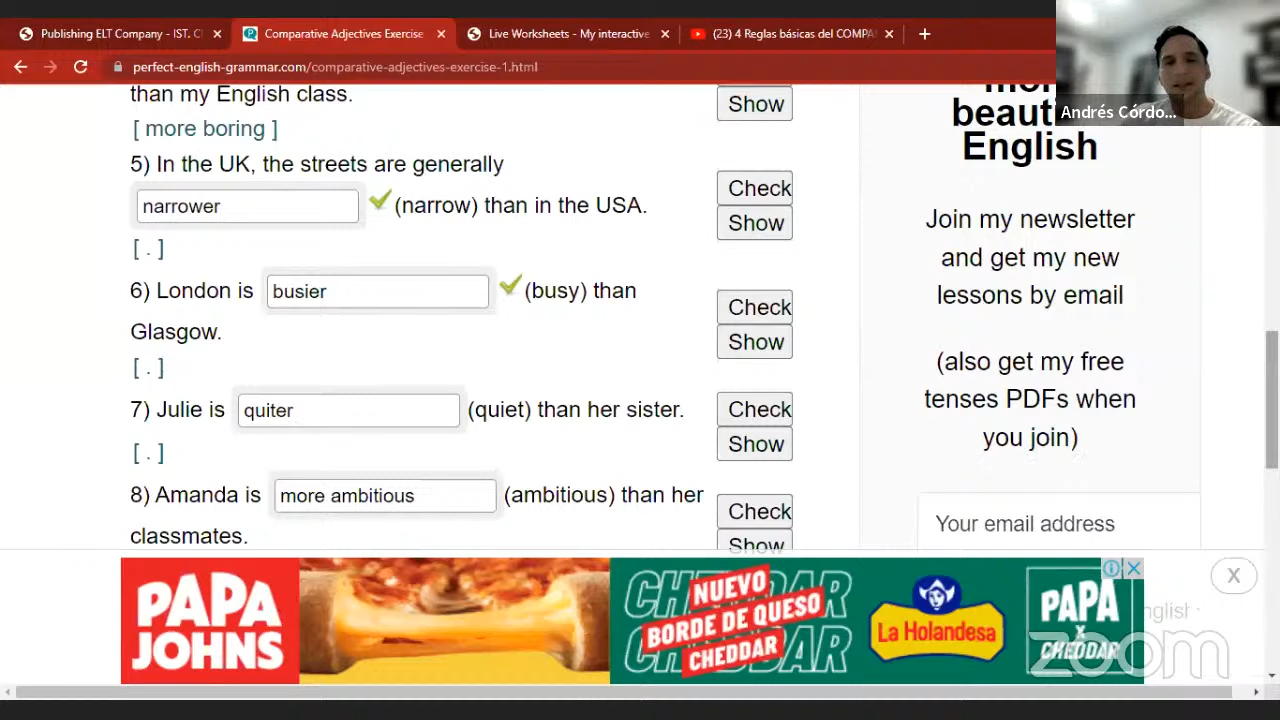 Publishing ELT Company - IST. C
Comparative Adjectives Exercise
Live Worksheets - My interactive
(23) 4 Reglas básicas del COMPA
perfect-english-grammar.com/comparative-adjectives-exercise-1.html
Andrés Córdo...
than my English class.
Show
[ more boring ]
5) In the UK, the streets are generally
Check
narrower (narrow) than in the USA.
Show
[ . ]
6) London is busier (busy) than
Check
Glasgow.
Show
[ . ]
7) Julie is quiter (quiet) than her sister.
Check
Show
[ . ]
8) Amanda is more ambitious (ambitious) than her
Check
classmates.
Show
beauti
English
Join my newsletter
and get my new
lessons by email
(also get my free
tenses PDFs when
you join)
Your email address
X
nglish
PAPA
JOHNS
CHEDDAR
NUEVO
BORDE DE QUESO
CHEDDAR
CHEDDAR
La Holandesa
PAPA
x
CHEDDAR
zoom